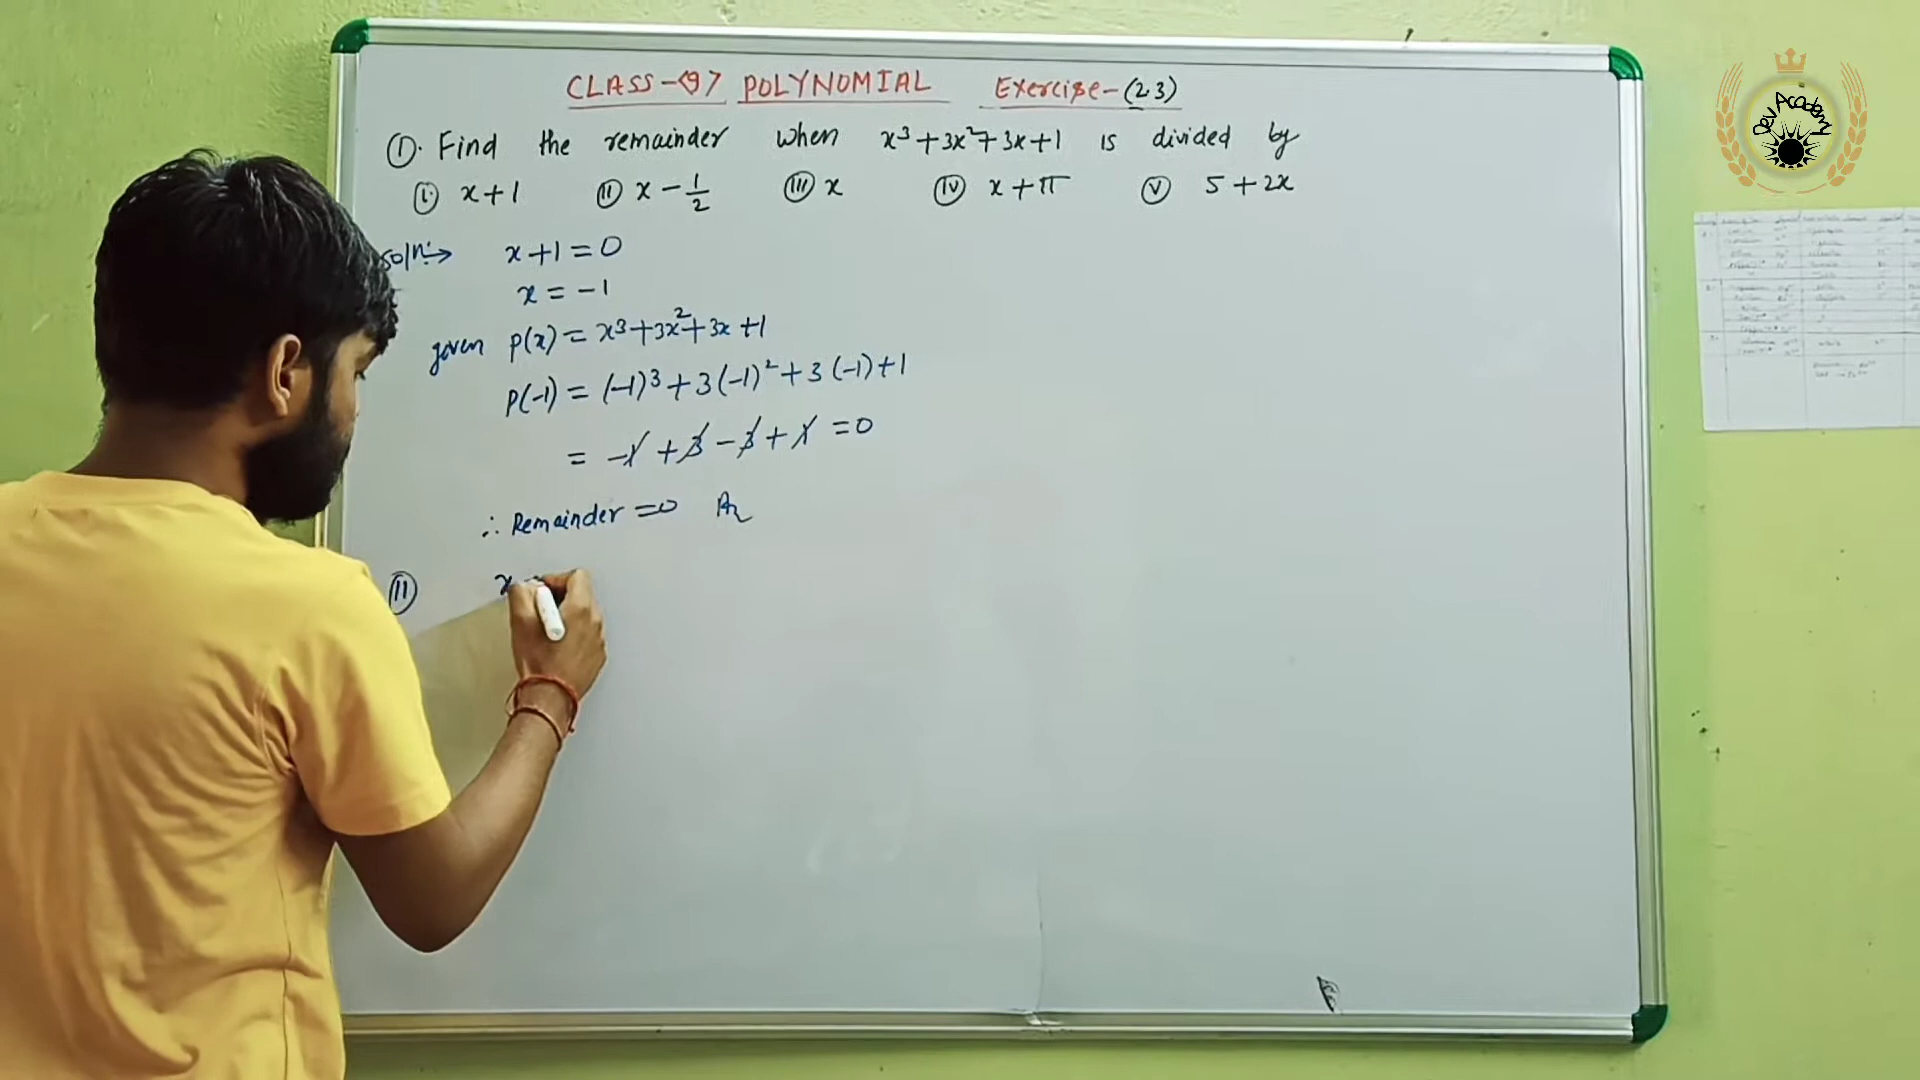 CLASS-<9> POLYNOMIAL Exercise-(2.3)
①. Find the remainder when x³+3x²+3x+1 is divided by
(i) x+1 (ii) x-1/2 (iii) x (iv) x+π (v) 5+2x
Soln:→ x+1=0
x=-1
given p(x)=x³+3x²+3x+1
p(-1)=(-1)³+3(-1)²+3(-1)+1
= -1+3-3+1 =0
∴ Remainder =0
(ii) x
Dev Academy